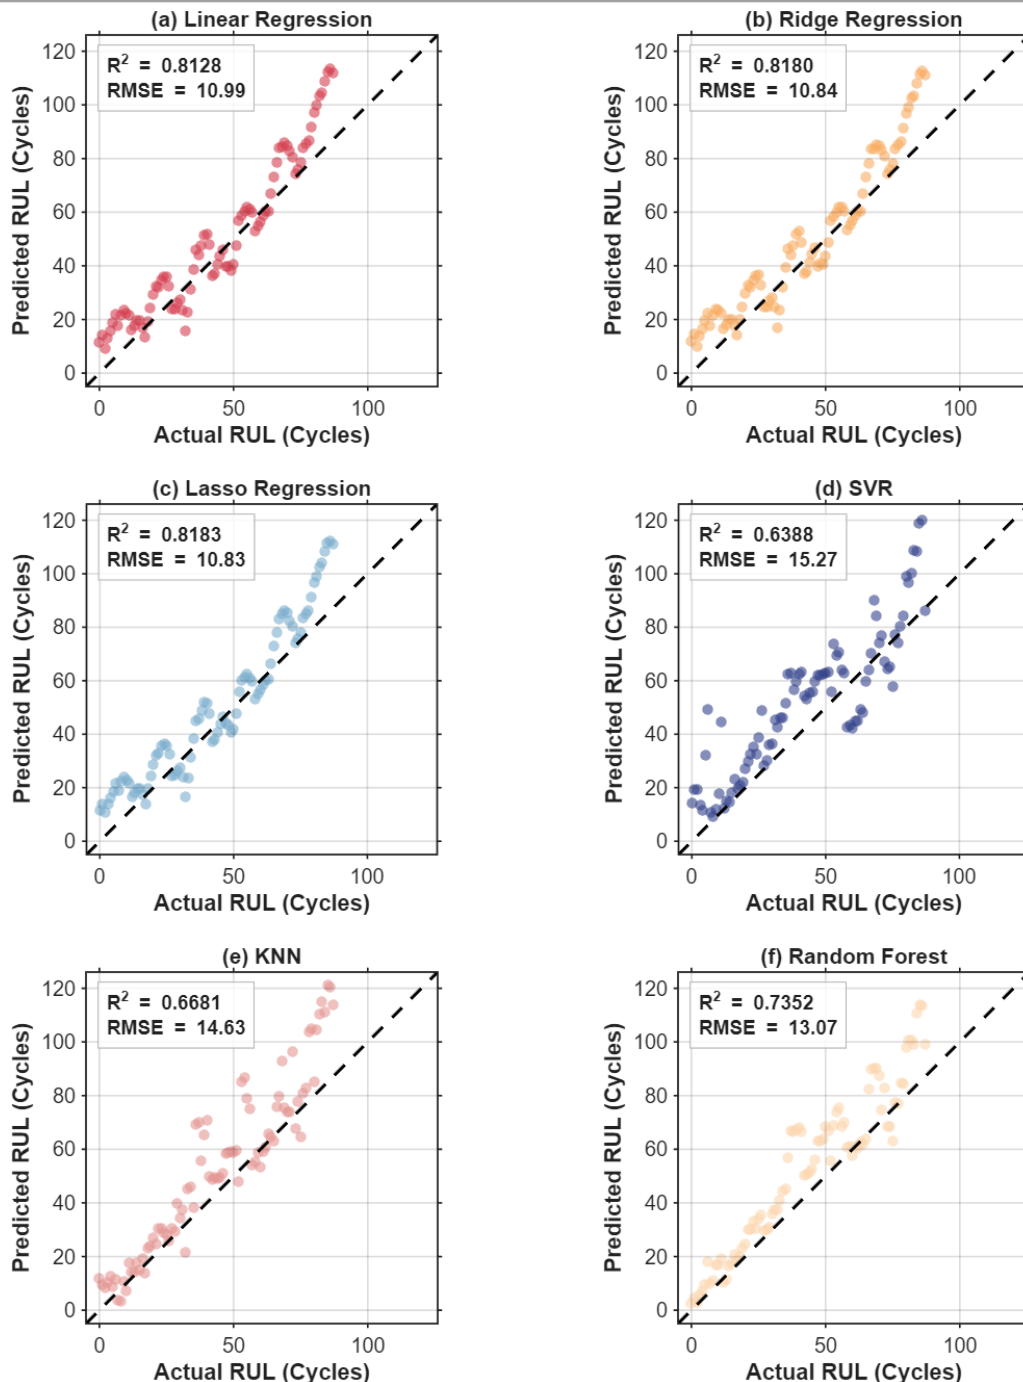 (a) Linear Regression
R² = 0.8128
RMSE = 10.99
Predicted RUL (Cycles)
120
100
80
60
40
20
0
0 50 100
Actual RUL (Cycles)
(b) Ridge Regression
R² = 0.8180
RMSE = 10.84
Predicted RUL (Cycles)
120
100
80
60
40
20
0
0 50 100
Actual RUL (Cycles)
(c) Lasso Regression
R² = 0.8183
RMSE = 10.83
Predicted RUL (Cycles)
120
100
80
60
40
20
0
0 50 100
Actual RUL (Cycles)
(d) SVR
R² = 0.6388
RMSE = 15.27
Predicted RUL (Cycles)
120
100
80
60
40
20
0
0 50 100
Actual RUL (Cycles)
(e) KNN
R² = 0.6681
RMSE = 14.63
Predicted RUL (Cycles)
120
100
80
60
40
20
0
0 50 100
Actual RUL (Cycles)
(f) Random Forest
R² = 0.7352
RMSE = 13.07
Predicted RUL (Cycles)
120
100
80
60
40
20
0
0 50 100
Actual RUL (Cycles)